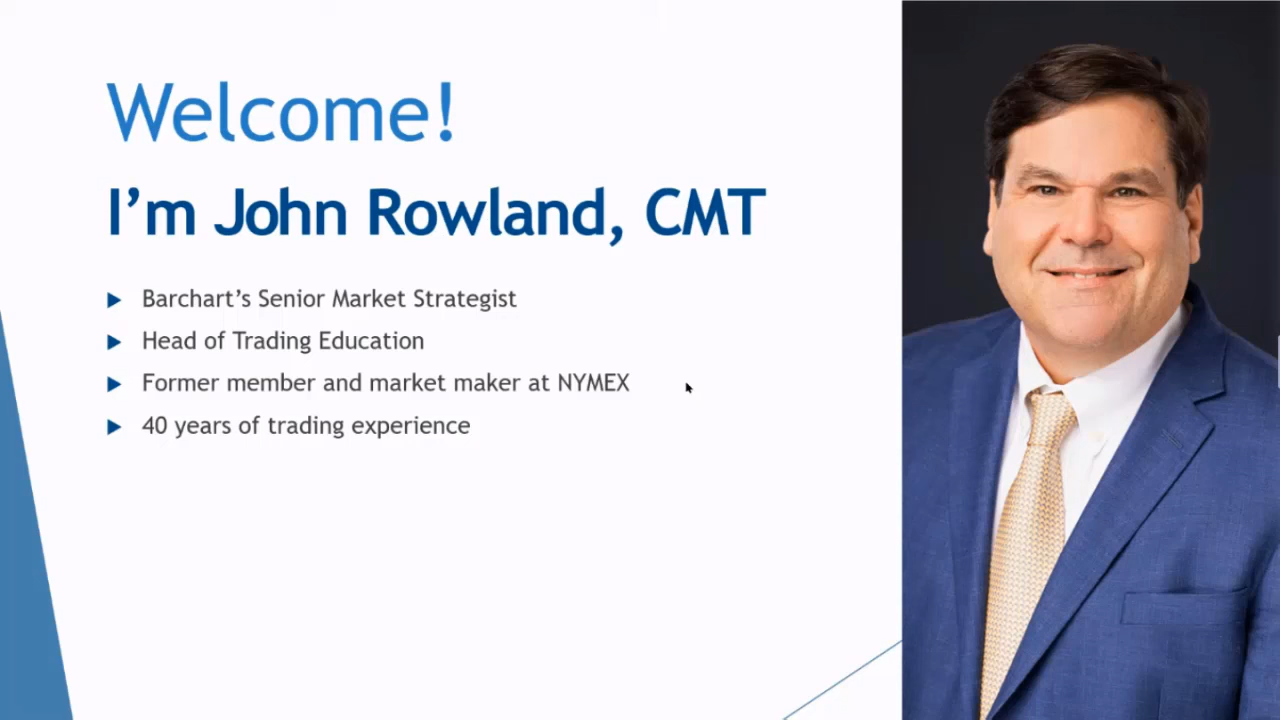 Welcome!
I’m John Rowland, CMT
Barchart’s Senior Market Strategist
Head of Trading Education
Former member and market maker at NYMEX
40 years of trading experience